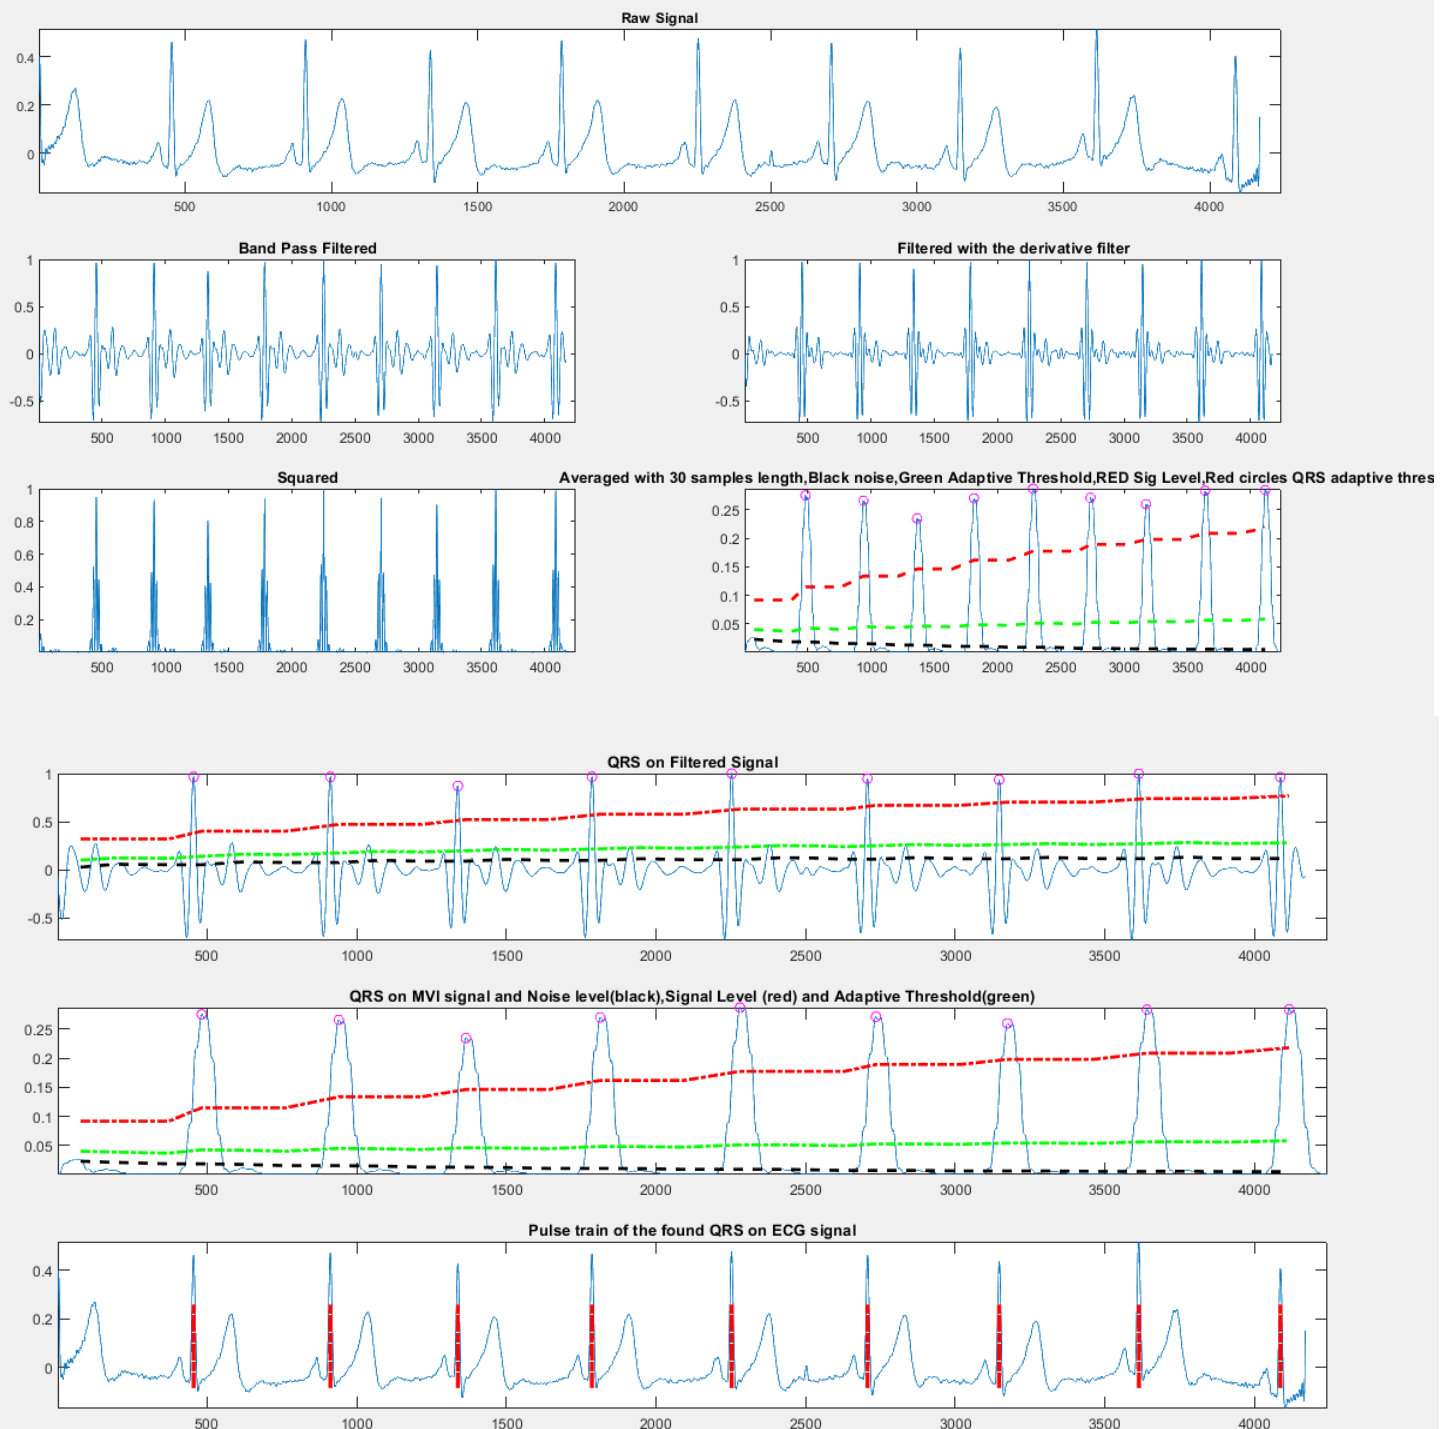 Raw Signal
0.4
0.2
0
500 1000 1500 2000 2500 3000 3500 4000
Band Pass Filtered
1
0.5
0
-0.5
500 1000 1500 2000 2500 3000 3500 4000
Filtered with the derivative filter
1
0.5
0
-0.5
500 1000 1500 2000 2500 3000 3500 4000
Squared
1
0.8
0.6
0.4
0.2
500 1000 1500 2000 2500 3000 3500 4000
Averaged with 30 samples length,Black noise,Green Adaptive Threshold,RED Sig Level,Red circles QRS adaptive thres
0.25
0.2
0.15
0.1
0.05
500 1000 1500 2000 2500 3000 3500 4000
QRS on Filtered Signal
1
0.5
0
-0.5
500 1000 1500 2000 2500 3000 3500 4000
QRS on MVI signal and Noise level(black),Signal Level (red) and Adaptive Threshold(green)
0.25
0.2
0.15
0.1
0.05
500 1000 1500 2000 2500 3000 3500 4000
Pulse train of the found QRS on ECG signal
0.4
0.2
0
500 1000 1500 2000 2500 3000 3500 4000